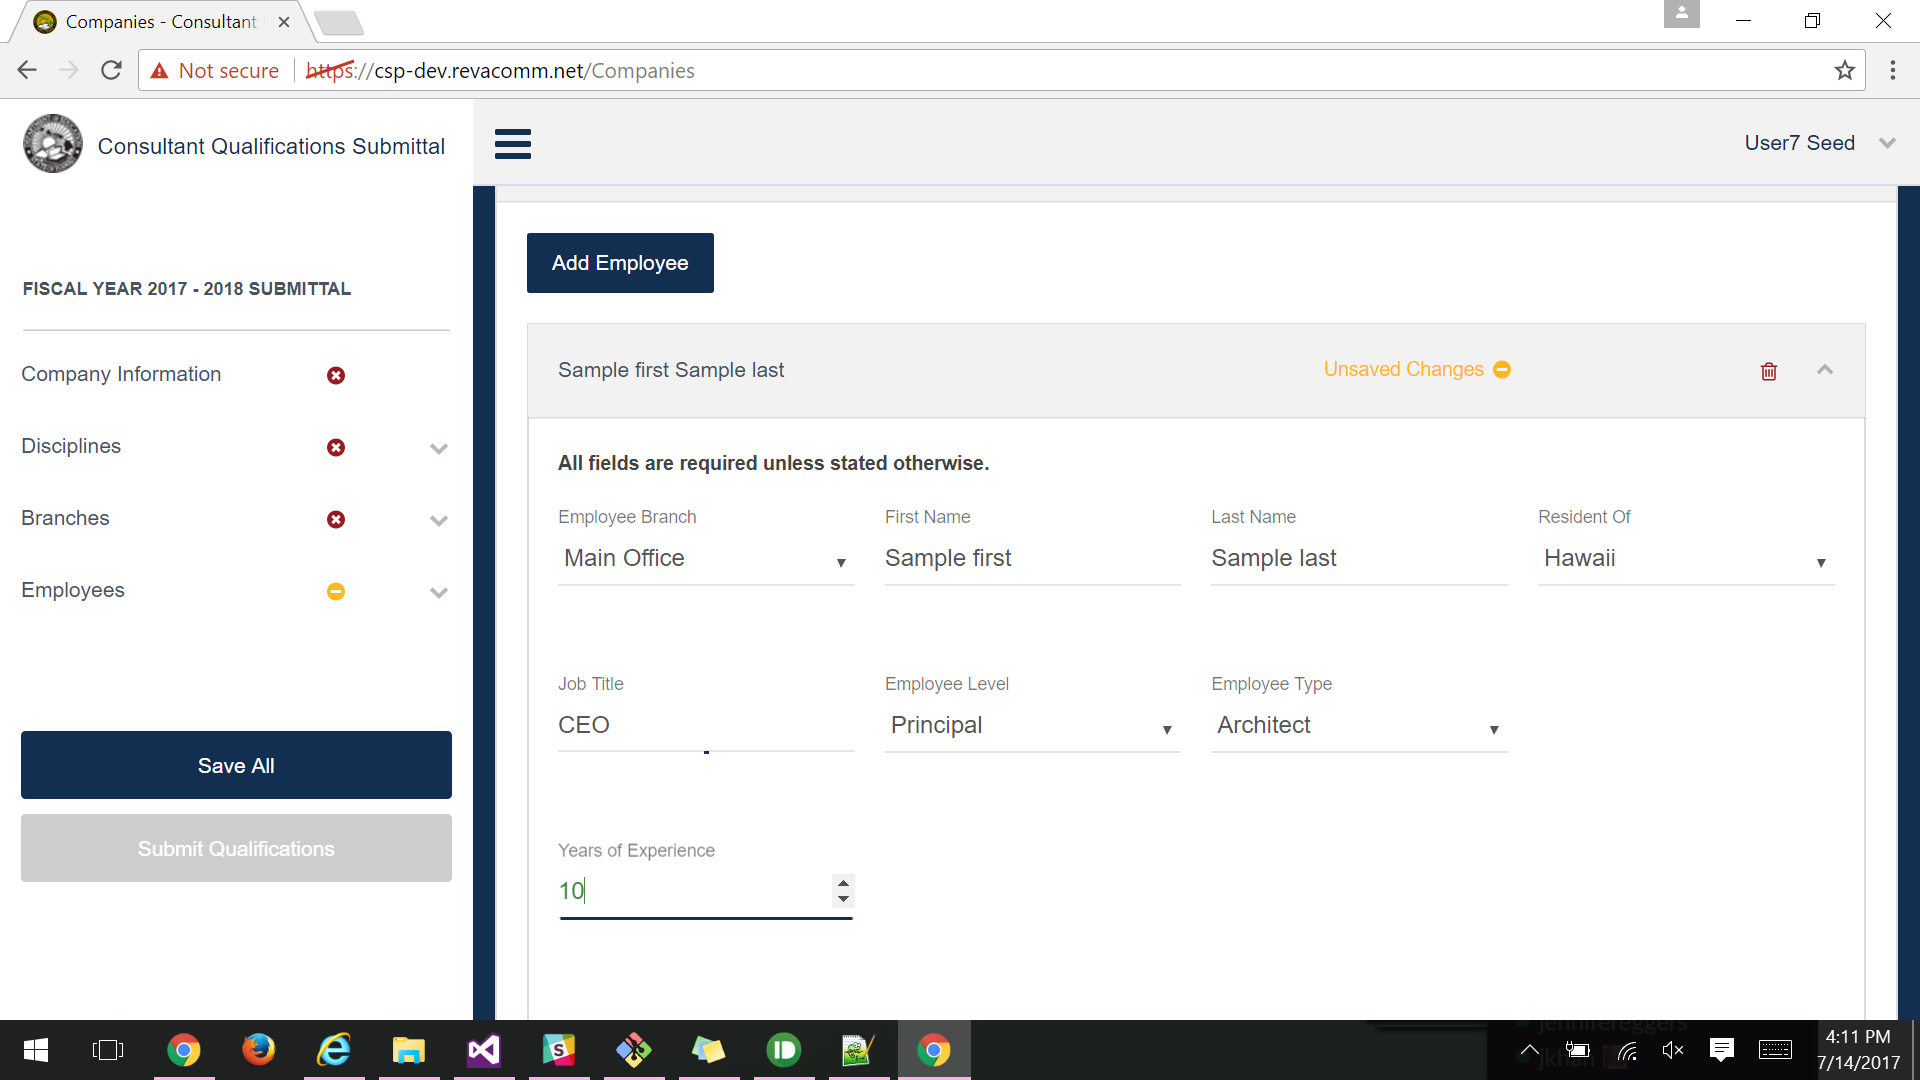 Companies - Consultant
Not secure
https://csp-dev.revacomm.net/Companies
Consultant Qualifications Submittal
User7 Seed
FISCAL YEAR 2017 - 2018 SUBMITTAL
Company Information
Disciplines
Branches
Employees
Save All
Submit Qualifications
Add Employee
Sample first Sample last
Unsaved Changes
All fields are required unless stated otherwise.
Employee Branch
First Name
Last Name
Resident Of
Main Office
Sample first
Sample last
Hawaii
Job Title
Employee Level
Employee Type
CEO
Principal
Architect
Years of Experience
10
jennifereggers
4:11 PM
7/14/2017